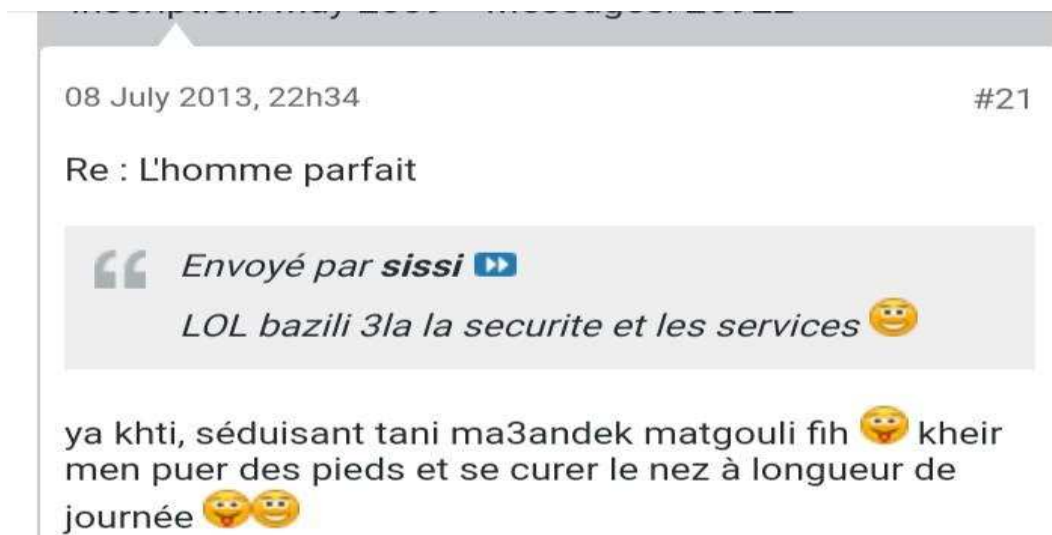 08 July 2013, 22h34
#21
Re : L'homme parfait
Envoyé par sissi
LOL bazili 3la la securite et les services
ya khti, séduisant tani ma3andek matgouli fih kheir
men puer des pieds et se curer le nez à longueur de
journée